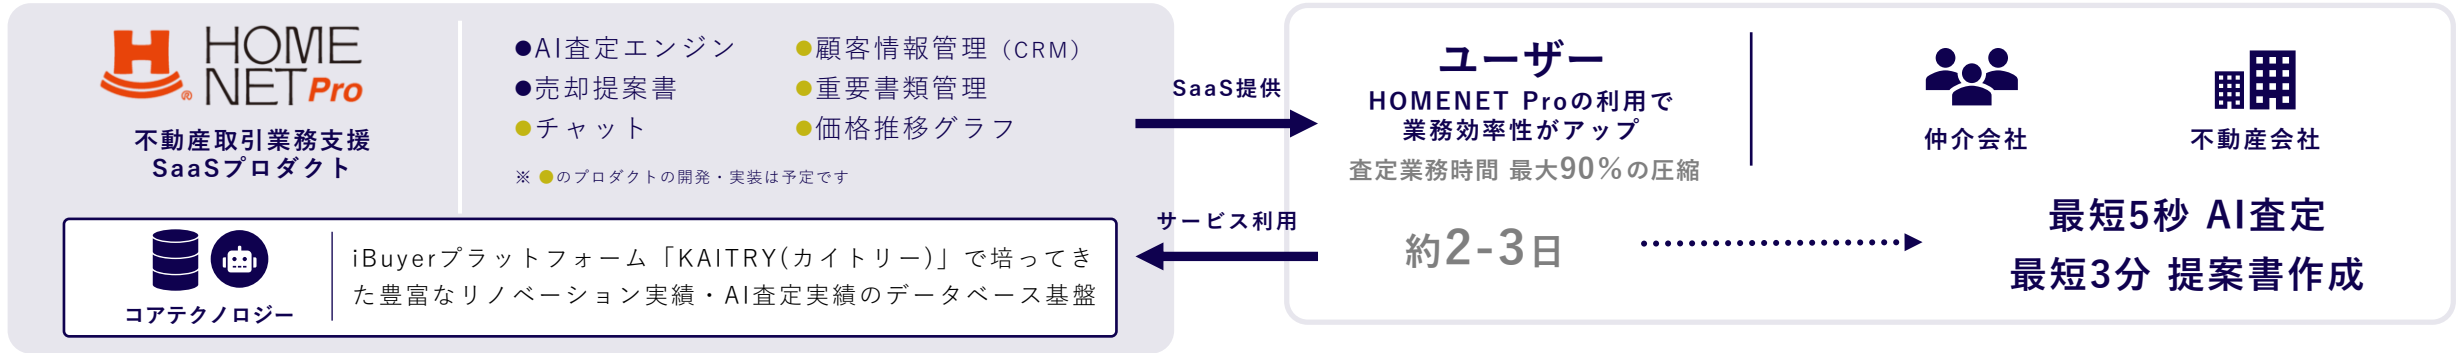 HOME
NET Pro
®
不動産取引業務支援
SaaSプロダクト
●AI査定エンジン
●売却提案書
●チャット
●顧客情報管理（CRM）
●重要書類管理
●価格推移グラフ
※ ●のプロダクトの開発・実装は予定です
コアテクノロジー
iBuyerプラットフォーム「KAITRY(カイトリー)」で培ってき
た豊富なリノベーション実績・AI査定実績のデータベース基盤
SaaS提供
サービス利用
ユーザー
HOMENET Proの利用で
業務効率性がアップ
査定業務時間 最大90%の圧縮
仲介会社
不動産会社
約2-3日
最短5秒 AI査定
最短3分 提案書作成